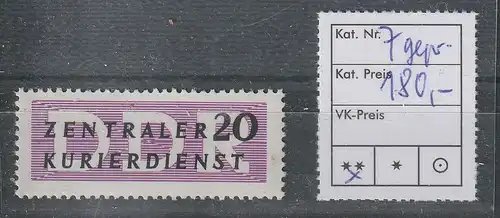 DDR
ZENTRALER 20
KURIERDIENST
Kat. Nr. 7 gepr.
Kat. Preis 180,-
VK-Preis
** * ⊙
x